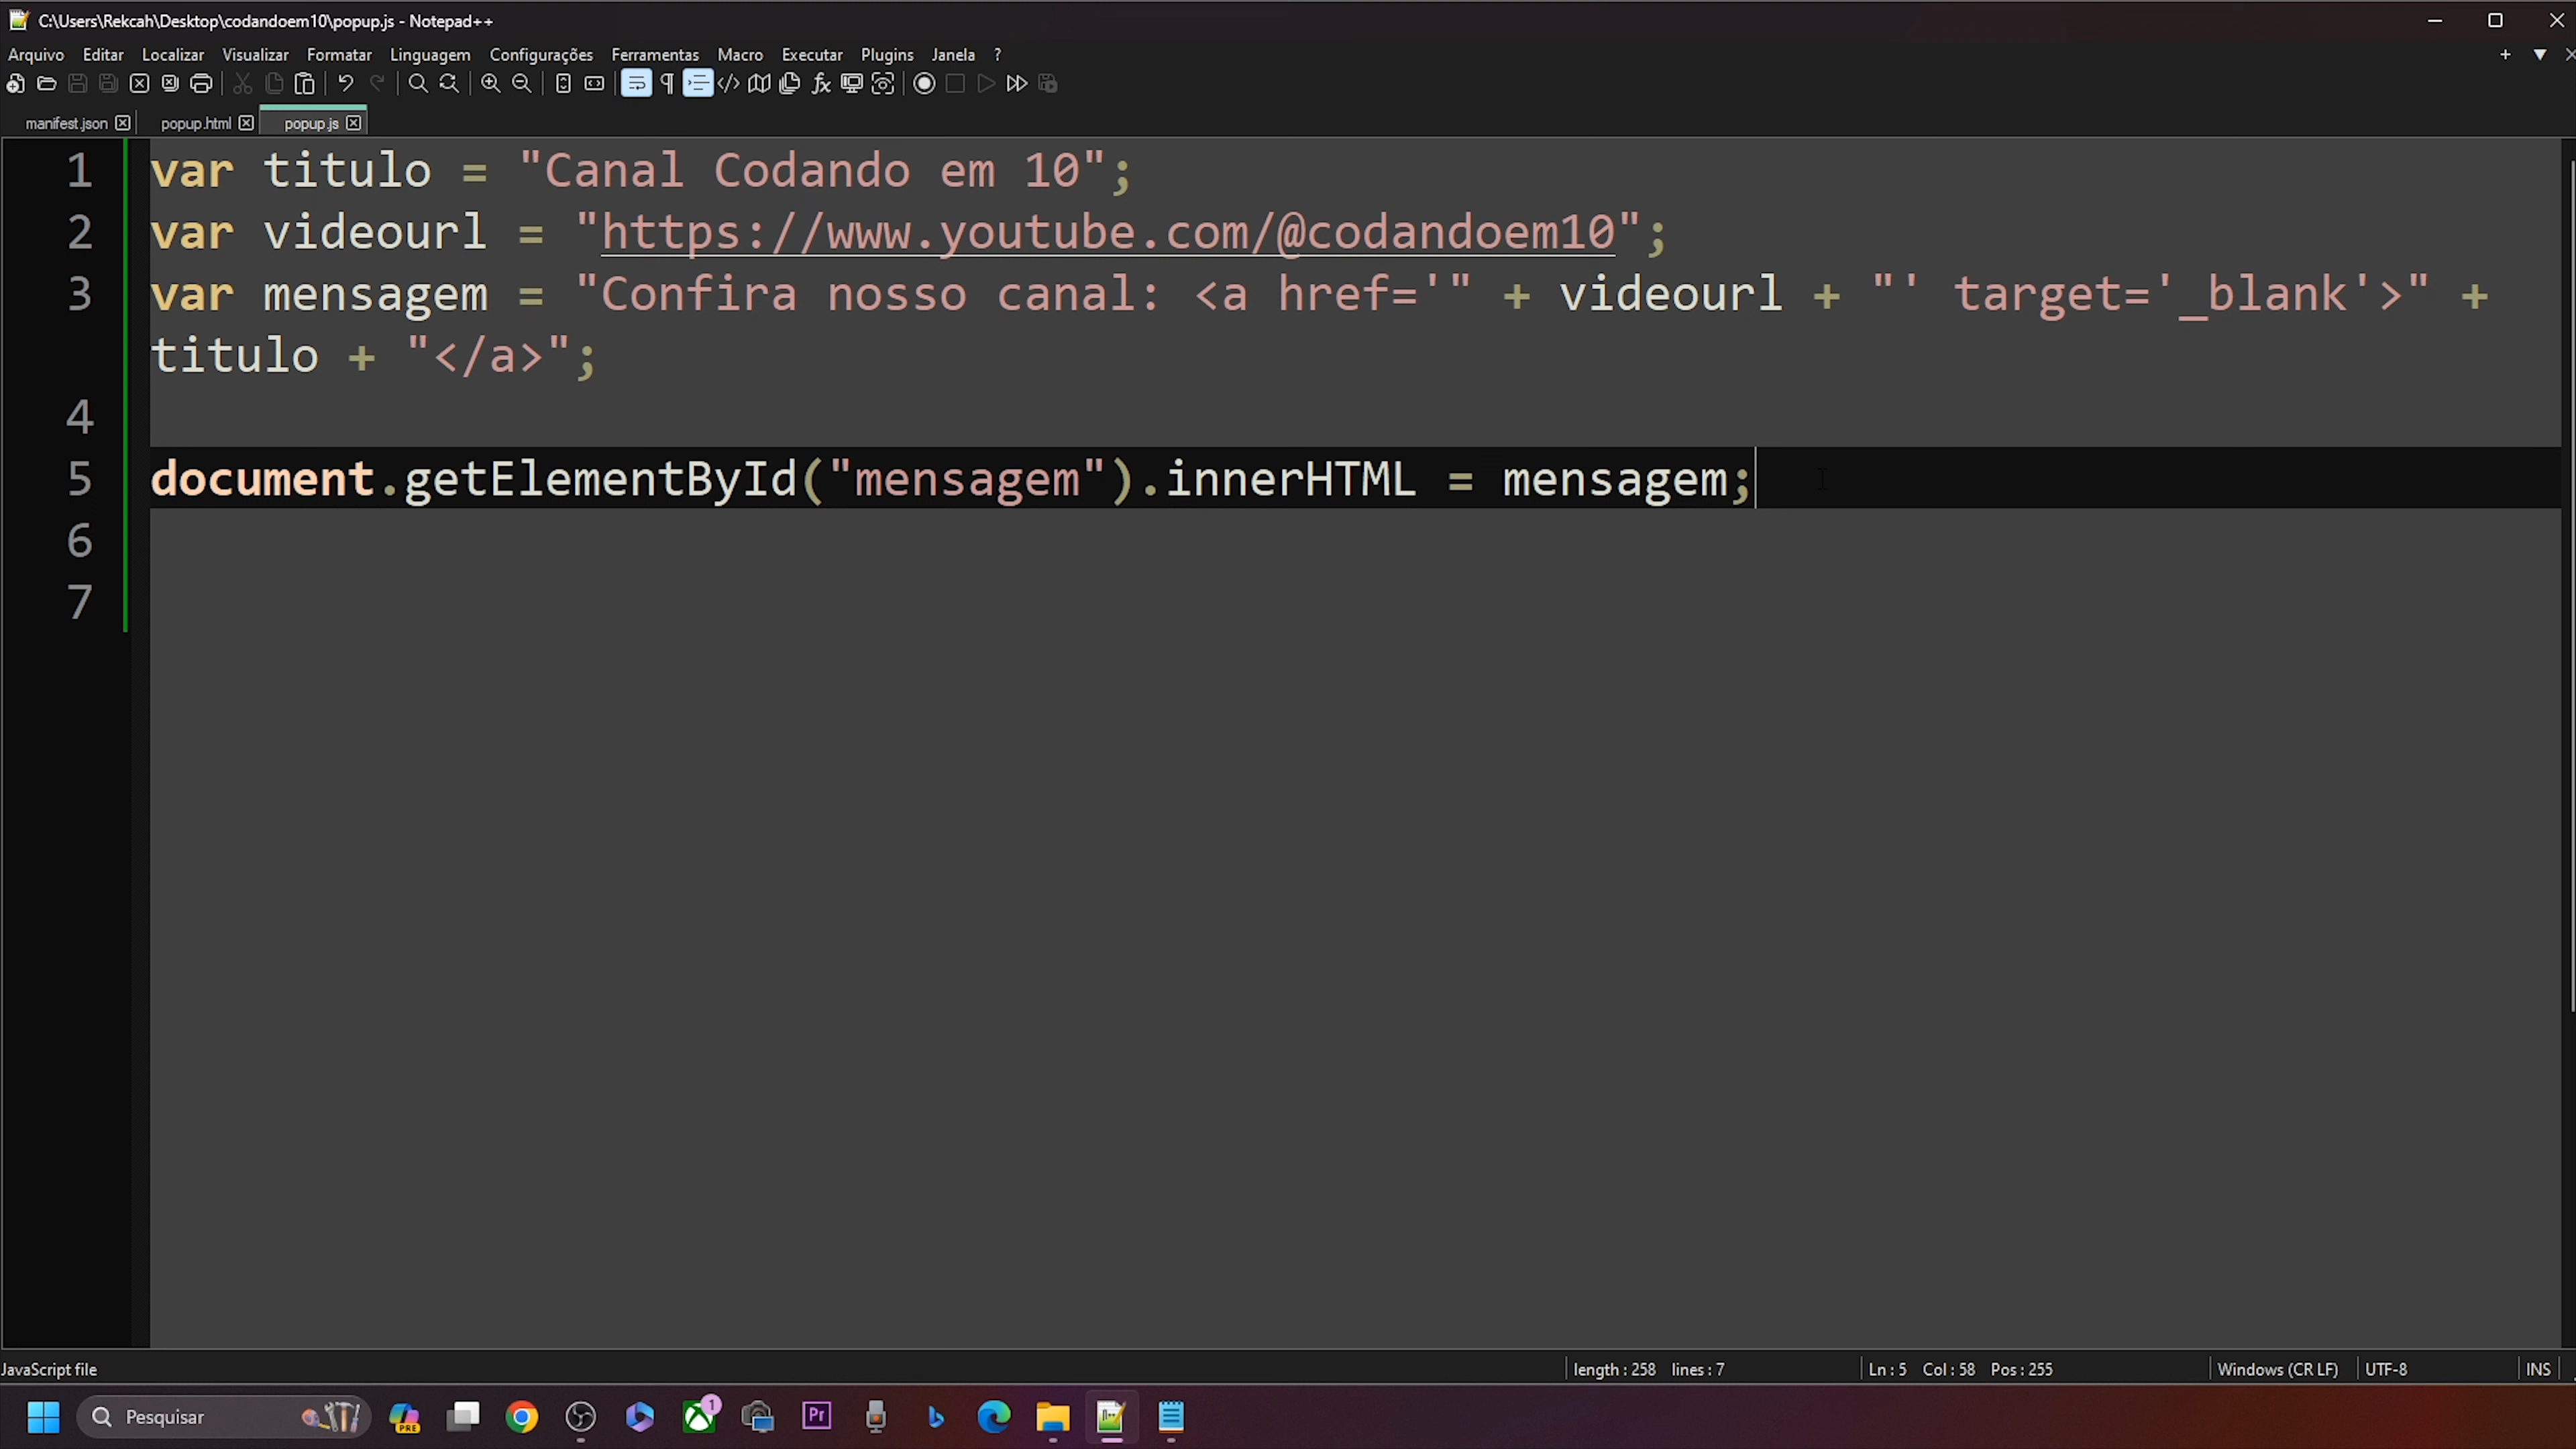 C:\Users\Rekcah\Desktop\codandoem10\popup.js - Notepad++
Arquivo Editar Localizar Visualizar Formatar Linguagem Configurações Ferramentas Macro Executar Plugins Janela ?
manifest.json popup.html popup.js
1 var titulo = "Canal Codando em 10";
2 var videourl = "https://www.youtube.com/@codandoem10";
3 var mensagem = "Confira nosso canal: <a href='" + videourl + "' target='_blank'>" +
titulo + "</a>";
4
5 document.getElementById("mensagem").innerHTML = mensagem;
6
7
JavaScript file length : 258 lines : 7 Ln : 5 Col : 58 Pos : 255 Windows (CR LF) UTF-8 INS
Pesquisar PRE 1 Pr